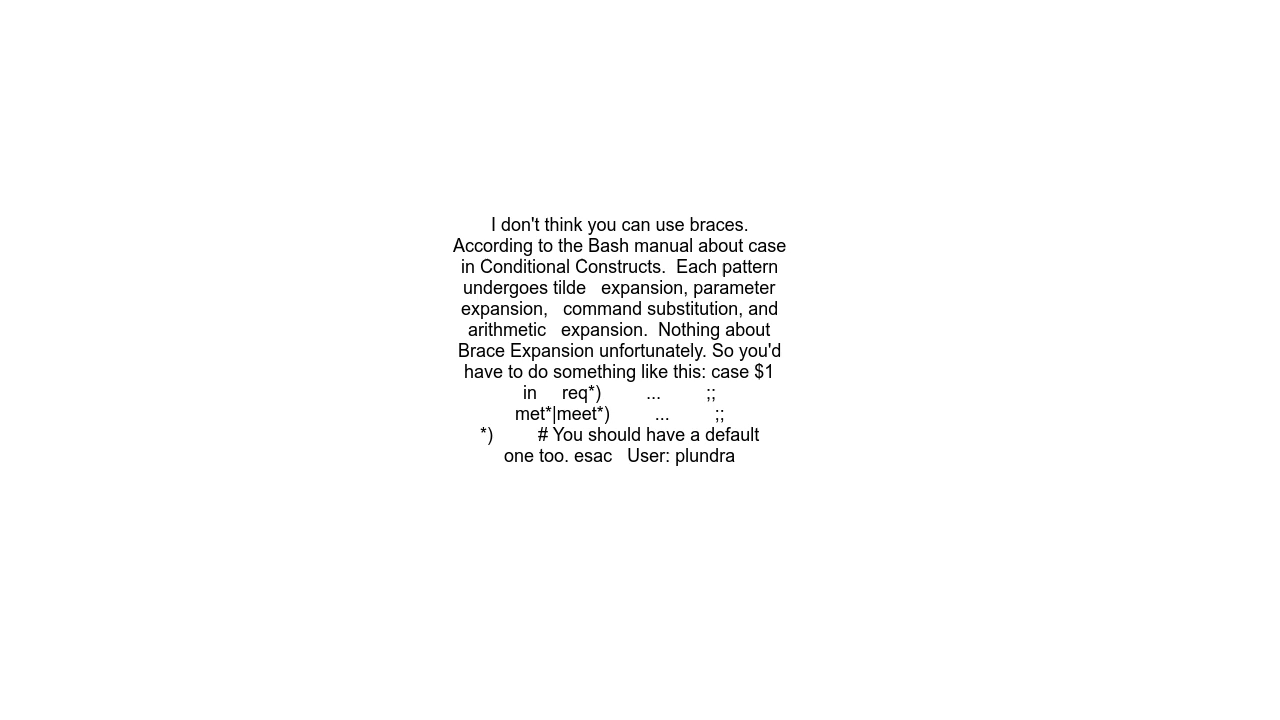 I don't think you can use braces.
According to the Bash manual about case
in Conditional Constructs.  Each pattern
undergoes tilde   expansion, parameter
expansion,   command substitution, and
arithmetic   expansion.  Nothing about
Brace Expansion unfortunately. So you'd
have to do something like this: case $1
in     req*)         ...         ;;
met*|meet*)         ...         ;;
*)         # You should have a default
one too. esac   User: plundra